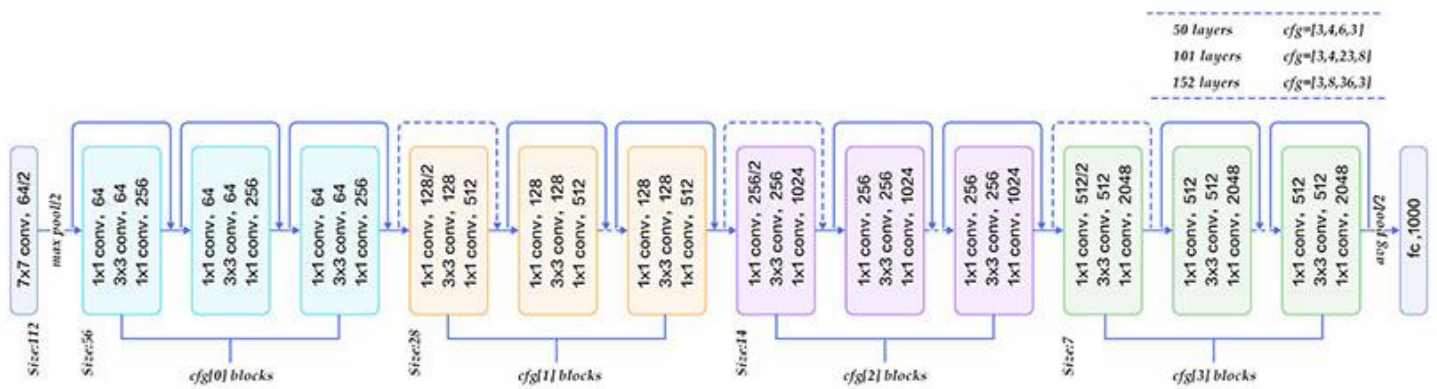 50 layers cfg=[3,4,6,3]
101 layers cfg=[3,4,23,8]
152 layers cfg=[3,8,36,3]
7x7 conv, 64/2
max pool/2
1x1 conv, 64
3x3 conv, 64
1x1 conv, 256
1x1 conv, 64
3x3 conv, 64
1x1 conv, 256
1x1 conv, 64
3x3 conv, 64
1x1 conv, 256
1x1 conv, 128/2
3x3 conv, 128
1x1 conv, 512
1x1 conv, 128
3x3 conv, 128
1x1 conv, 512
1x1 conv, 128
3x3 conv, 128
1x1 conv, 512
1x1 conv, 256/2
3x3 conv, 256
1x1 conv, 1024
1x1 conv, 256
3x3 conv, 256
1x1 conv, 1024
1x1 conv, 256
3x3 conv, 256
1x1 conv, 1024
1x1 conv, 512/2
3x3 conv, 512
1x1 conv, 2048
1x1 conv, 512
3x3 conv, 512
1x1 conv, 2048
1x1 conv, 512
3x3 conv, 512
1x1 conv, 2048
avg pool/2
fc ,1000
Size:112
Size:56
cfg[0] blocks
Size:28
cfg[1] blocks
Size:14
cfg[2] blocks
Size:7
cfg[3] blocks